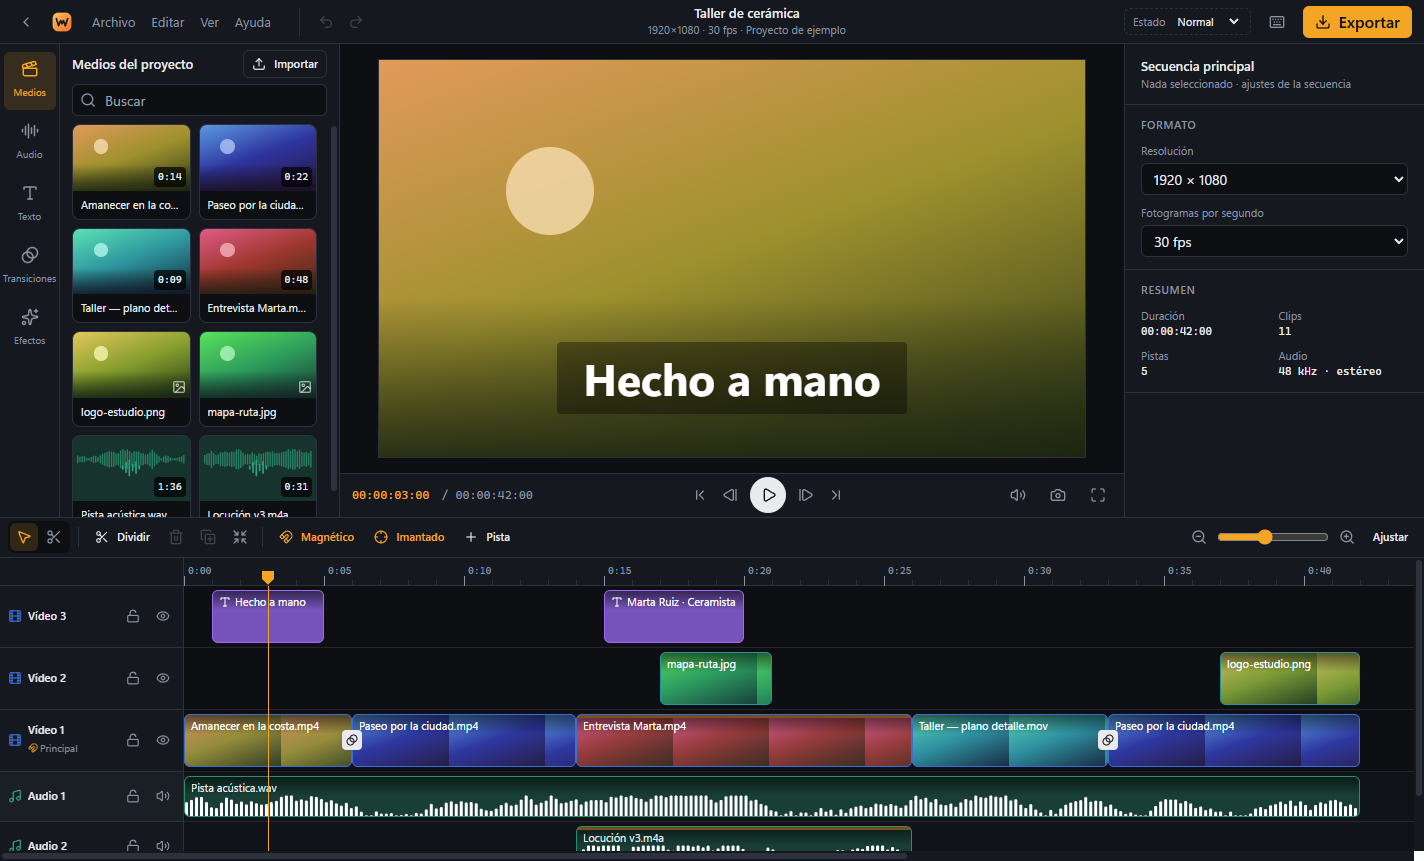 Archivo Editar Ver Ayuda
Taller de cerámica
1920×1080 · 30 fps · Proyecto de ejemplo
Estado Normal
Exportar
Medios
Audio
Texto
Transiciones
Efectos
Medios del proyecto
Importar
Buscar
0:14
Amanecer en la co...
0:22
Paseo por la ciuda...
0:09
Taller — plano det...
0:48
Entrevista Marta.m...
logo-estudio.png
mapa-ruta.jpg
1:36
Pista acústica.wav
0:31
Locución v3.m4a
Hecho a mano
00:00:03:00 / 00:00:42:00
Secuencia principal
Nada seleccionado · ajustes de la secuencia
FORMATO
Resolución
1920 × 1080
Fotogramas por segundo
30 fps
RESUMEN
Duración
00:00:42:00
Clips
11
Pistas
5
Audio
48 kHz · estéreo
Dividir
Magnético
Imantado
Pista
Ajustar
0:00 0:05 0:10 0:15 0:20 0:25 0:30 0:35 0:40
Vídeo 3
Hecho a mano
Marta Ruiz · Ceramista
Vídeo 2
mapa-ruta.jpg
logo-estudio.png
Vídeo 1
Principal
Amanecer en la costa.mp4
Paseo por la ciudad.mp4
Entrevista Marta.mp4
Taller — plano detalle.mov
Paseo por la ciudad.mp4
Audio 1
Pista acústica.wav
Audio 2
Locución v3.m4a